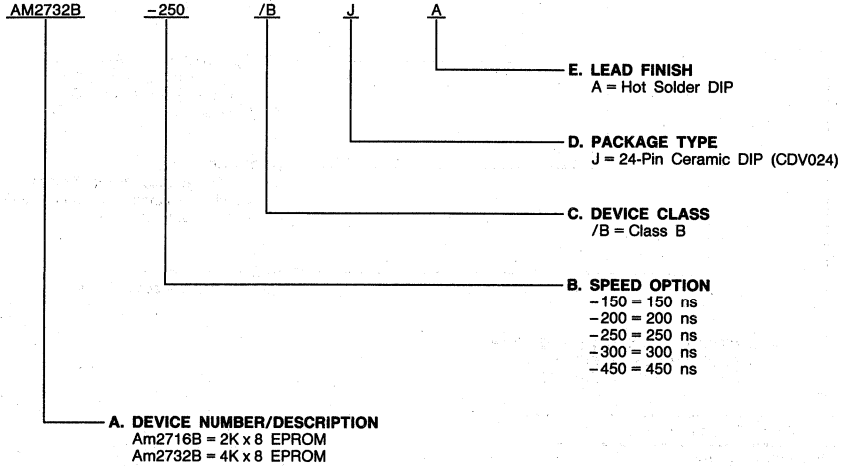 AM2732B -250 /B J A
E. LEAD FINISH
A = Hot Solder DIP
D. PACKAGE TYPE
J = 24-Pin Ceramic DIP (CDV024)
C. DEVICE CLASS
/B = Class B
B. SPEED OPTION
-150 = 150 ns
-200 = 200 ns
-250 = 250 ns
-300 = 300 ns
-450 = 450 ns
A. DEVICE NUMBER/DESCRIPTION
Am2716B = 2K x 8 EPROM
Am2732B = 4K x 8 EPROM